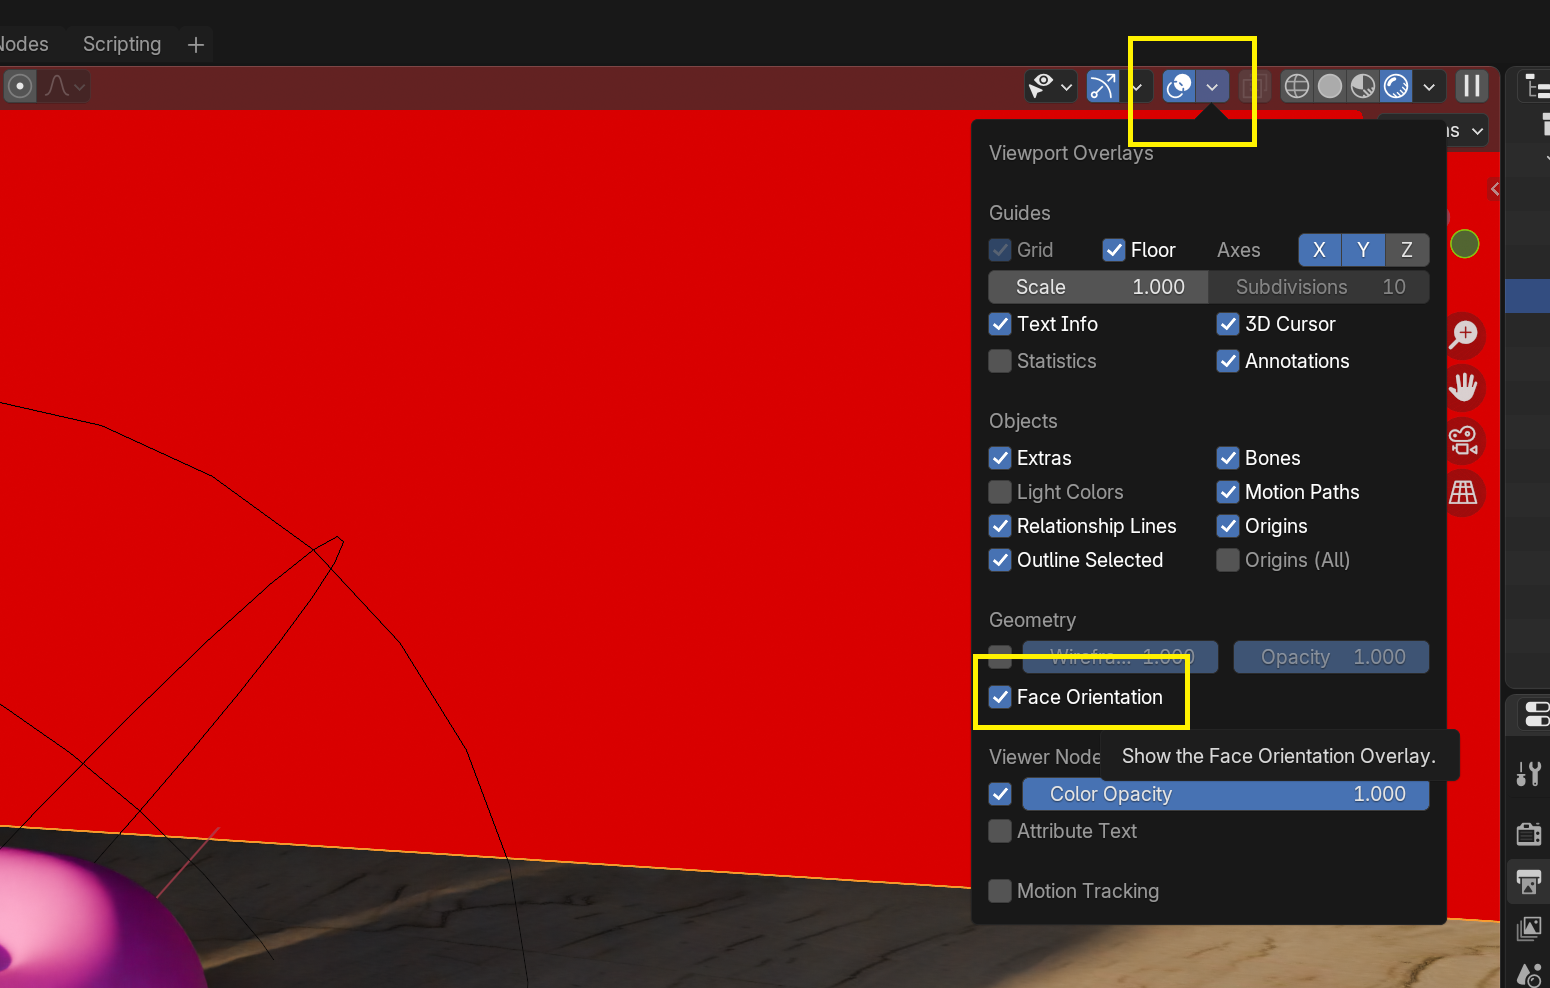 Nodes Scripting +
Viewport Overlays
Guides
Grid Floor Axes X Y Z
Scale 1.000 Subdivisions 10
Text Info 3D Cursor
Statistics Annotations
Objects
Extras Bones
Light Colors Motion Paths
Relationship Lines Origins
Outline Selected Origins (All)
Geometry
Wirefra... 1.000 Opacity 1.000
Face Orientation
Viewer Node
Show the Face Orientation Overlay.
Color Opacity 1.000
Attribute Text
Motion Tracking